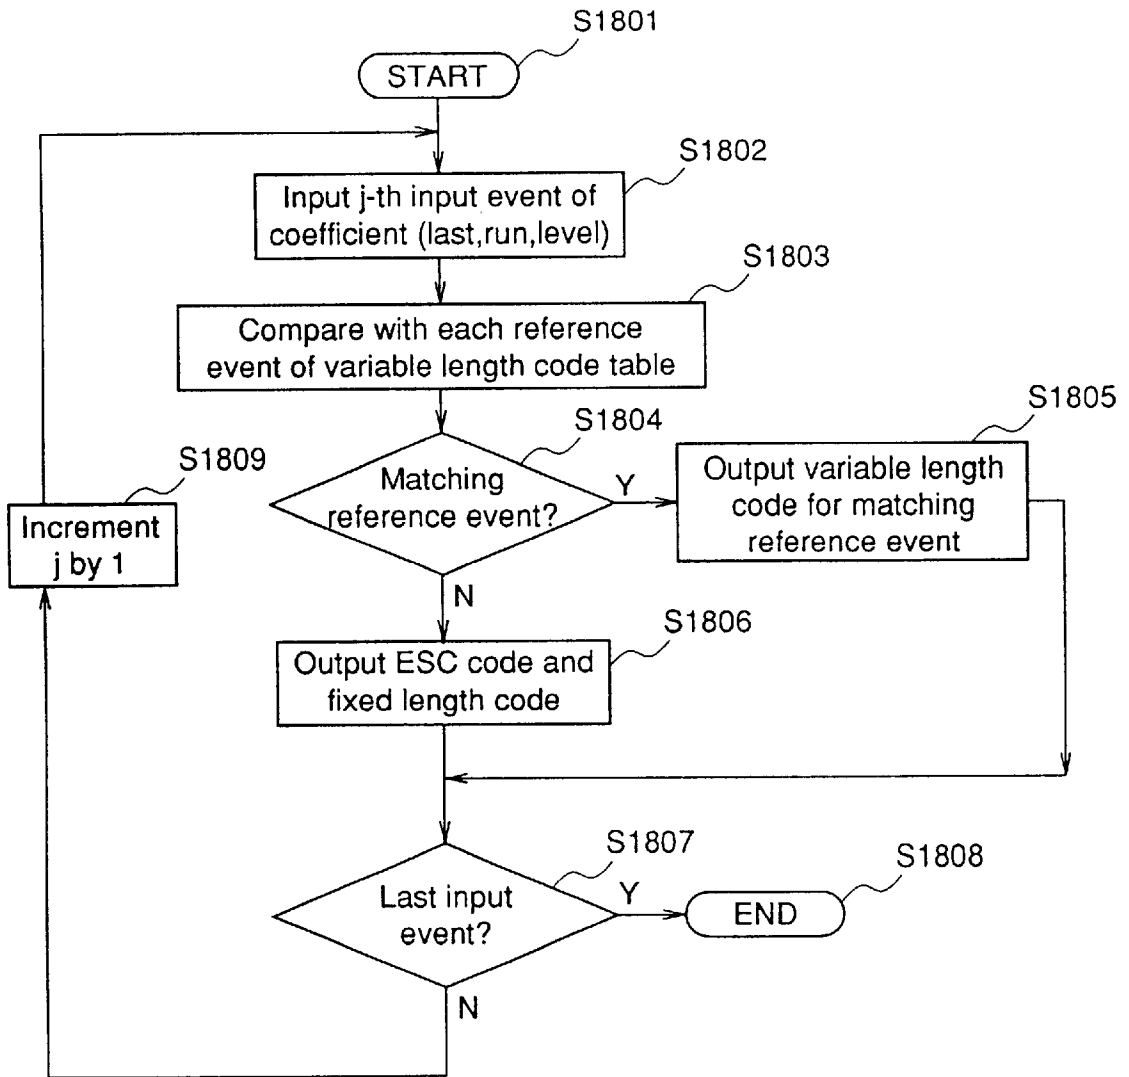 S1801
START
S1802
Input j-th input event of
coefficient (last,run,level)
S1803
Compare with each reference
event of variable length code table
S1804
Matching
reference event?
Y
S1805
Output variable length
code for matching
reference event
S1809
Increment
j by 1
N
S1806
Output ESC code and
fixed length code
S1807
Last input
event?
Y
S1808
END
N